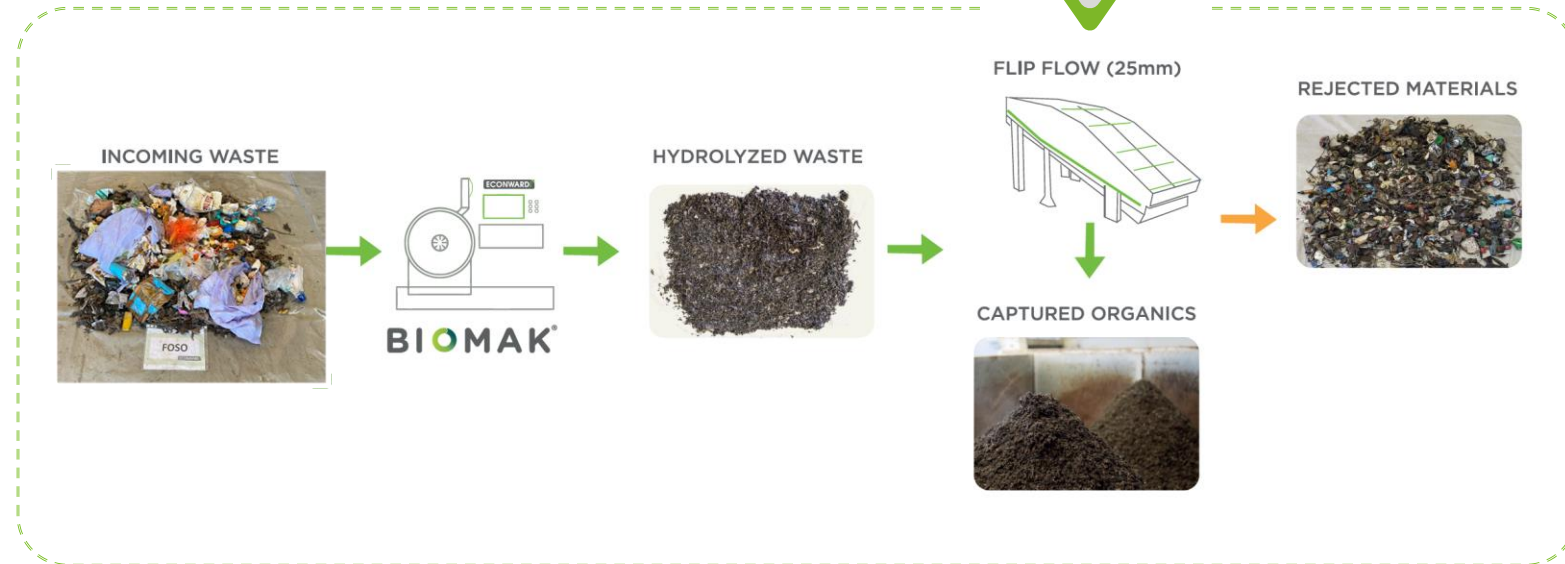 FLIP FLOW (25mm)
REJECTED MATERIALS
INCOMING WASTE
HYDROLYZED WASTE
ECONWARD
BIOMAK®
FOSO
CAPTURED ORGANICS